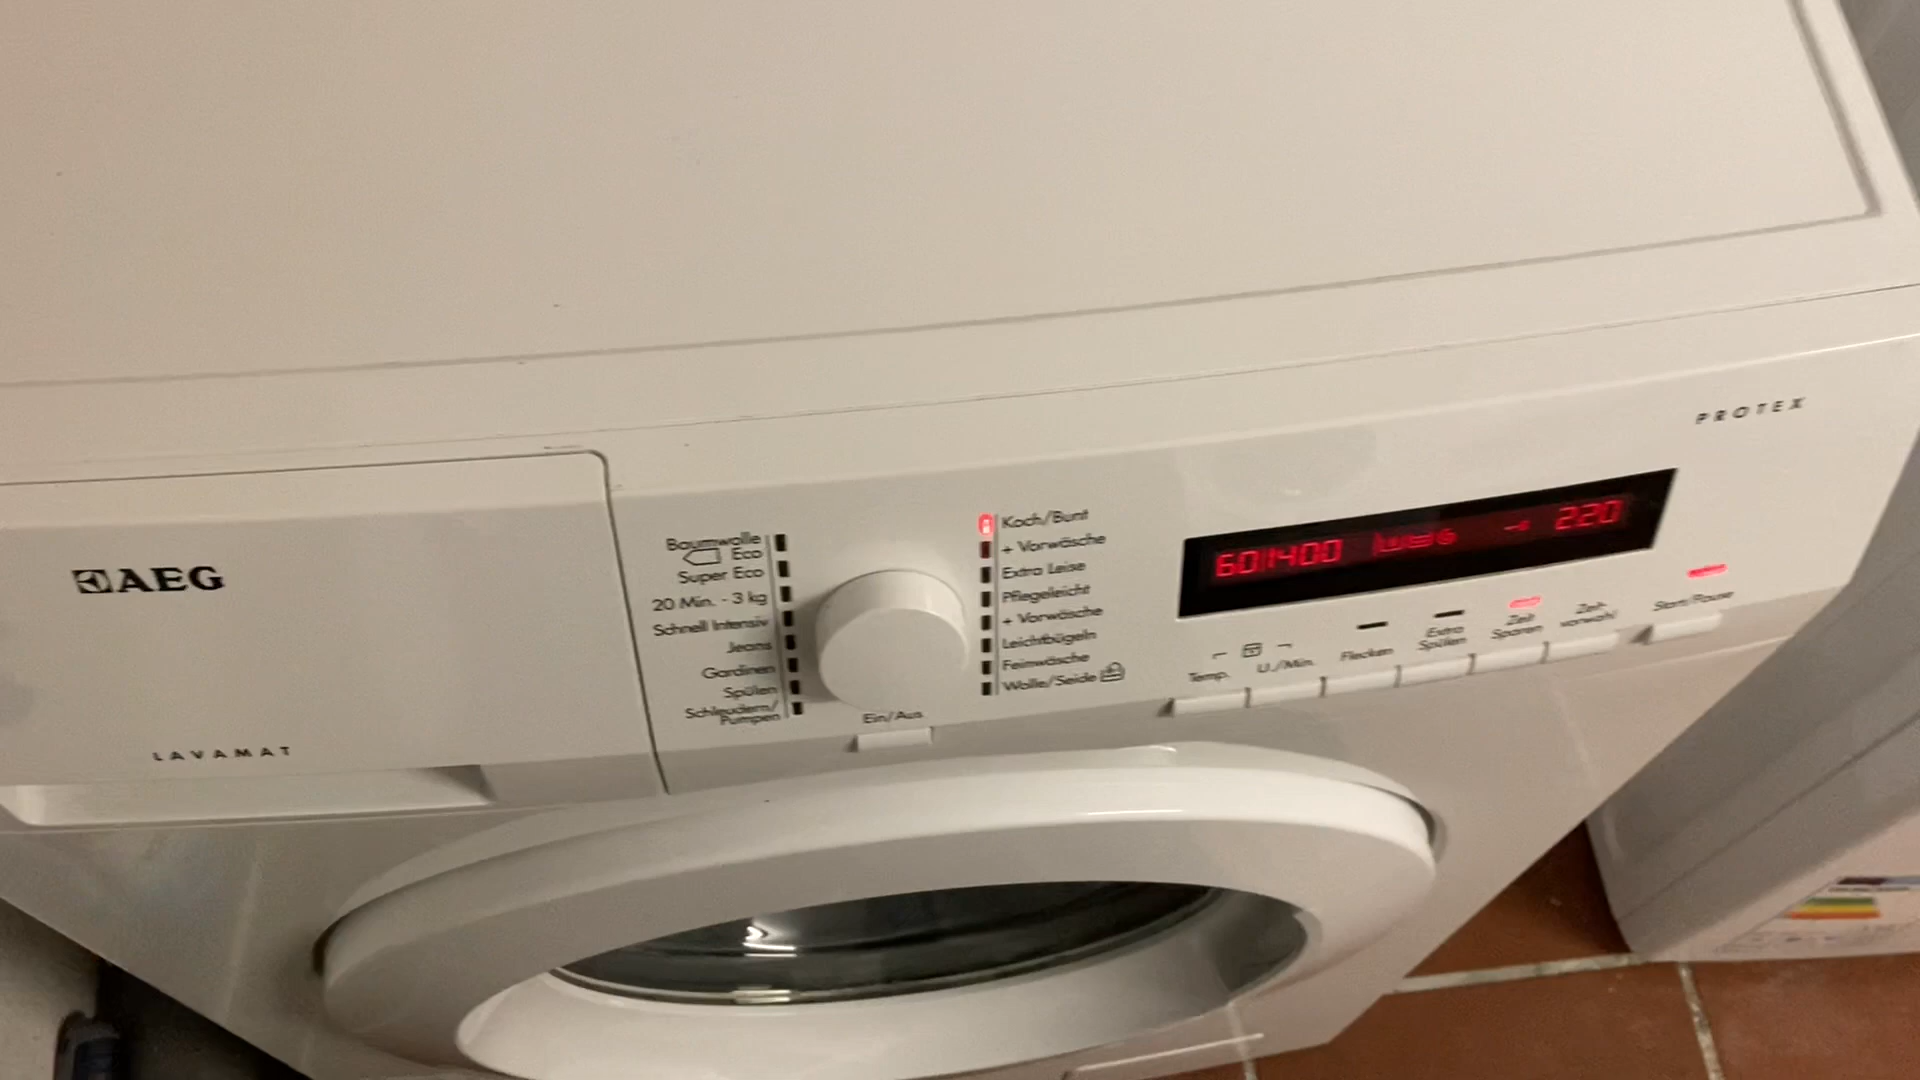 PROTEX
AEG
LAVAMAT
Baumwolle
Eco
Super Eco
20 Min. - 3 kg
Schnell Intensiv
Jeans
Gardinen
Spülen
Schleudern/
Pumpen
Ein/Aus
Koch/Bunt
+ Vorwäsche
Extra Leise
Pflegeleicht
+ Vorwäsche
Leichtbügeln
Feinwäsche
Wolle/Seide
60 1400 2.20
Temp.
U./Min.
Flecken
Extra
Spülen
Zeit
Sparen
Zeit-
vorwahl
Start/Pause